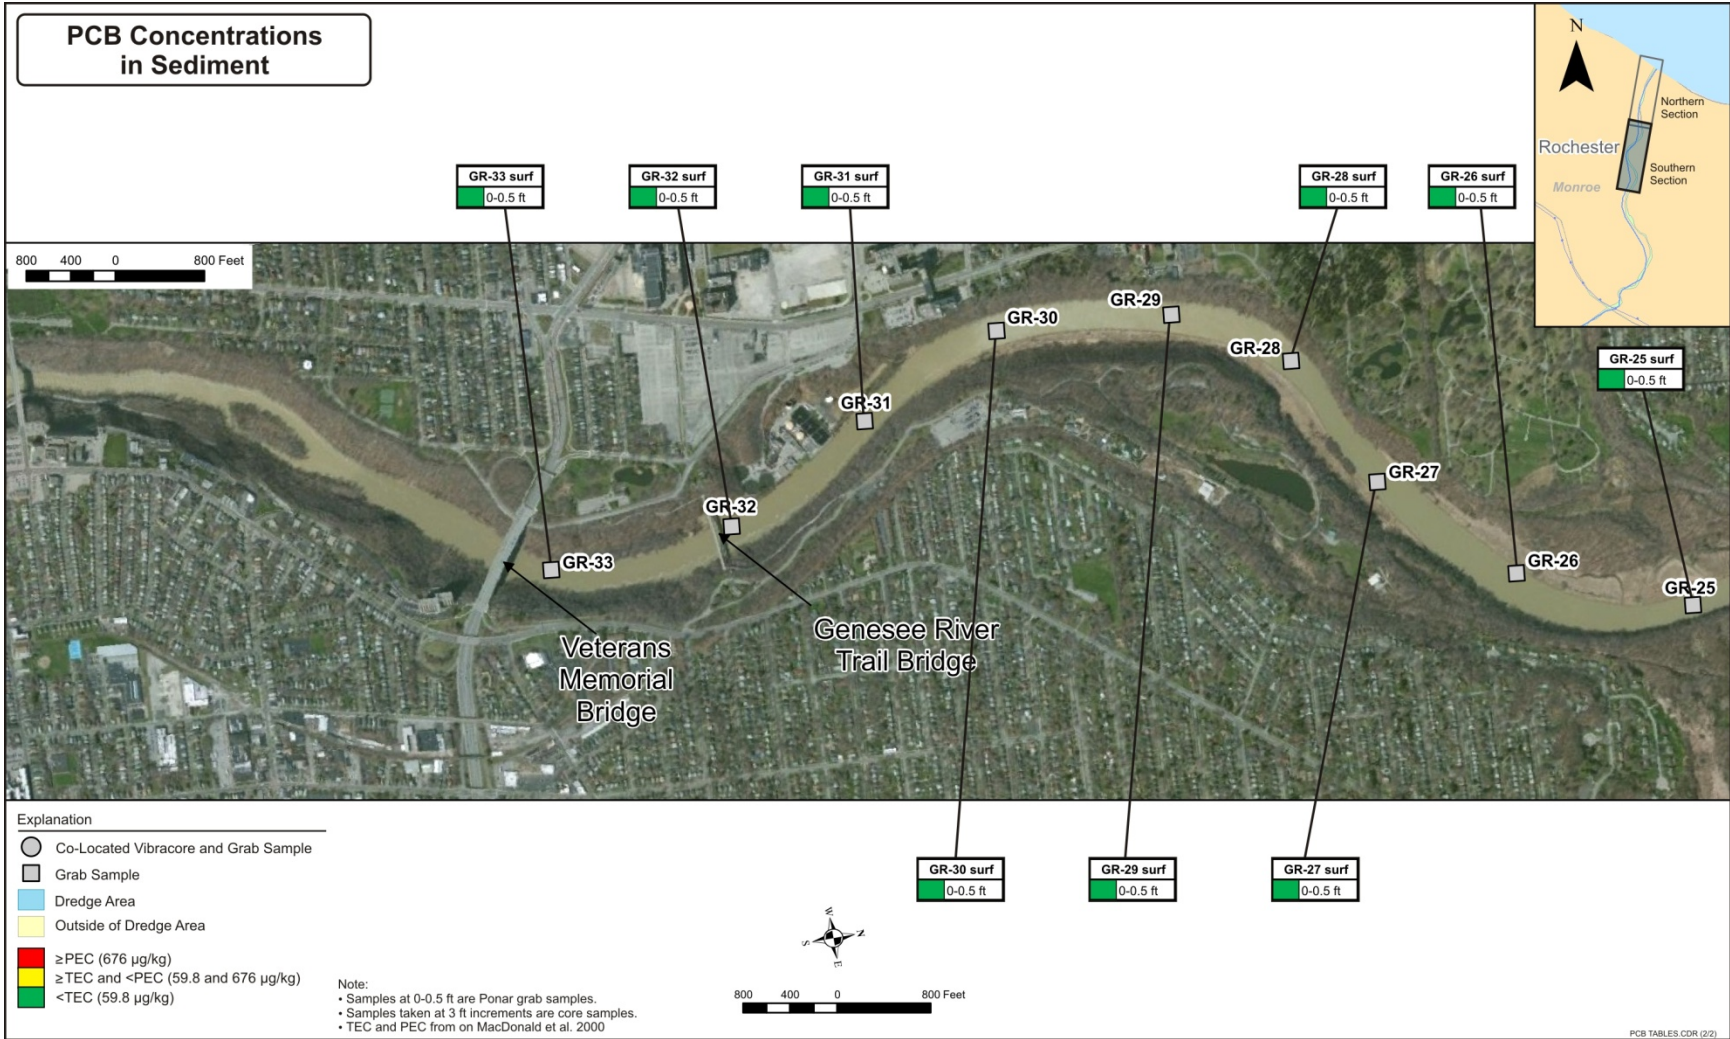 PCB Concentrations
in Sediment
N
Northern
Section
Rochester
Southern
Section
Monroe
GR-33 surf
0-0.5 ft
GR-32 surf
0-0.5 ft
GR-31 surf
0-0.5 ft
GR-28 surf
0-0.5 ft
GR-26 surf
0-0.5 ft
GR-25 surf
0-0.5 ft
800 400 0 800 Feet
GR-30
GR-29
GR-28
GR-31
GR-27
GR-32
GR-33
GR-26
GR-25
Veterans
Memorial
Bridge
Genesee River
Trail Bridge
GR-30 surf
0-0.5 ft
GR-29 surf
0-0.5 ft
GR-27 surf
0-0.5 ft
Explanation
Co-Located Vibracore and Grab Sample
Grab Sample
Dredge Area
Outside of Dredge Area
≥PEC (676 µg/kg)
≥TEC and <PEC (59.8 and 676 µg/kg)
<TEC (59.8 µg/kg)
Note:
• Samples at 0-0.5 ft are Ponar grab samples.
• Samples taken at 3 ft increments are core samples.
• TEC and PEC from on MacDonald et al. 2000
W
N
S
E
800 400 0 800 Feet
PCB TABLES.CDR (2/2)